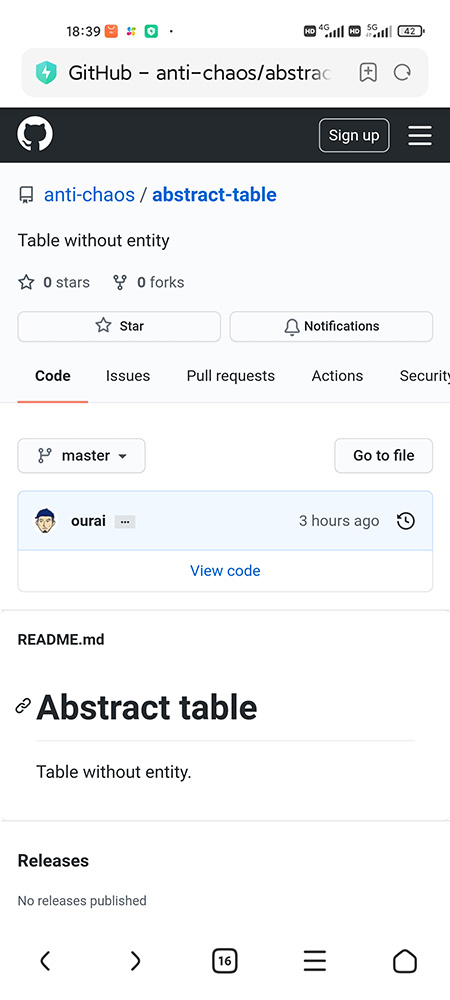 18:39
HD 4G HD 5G 42
GitHub - anti-chaos/abstrac
Sign up
anti-chaos / abstract-table
Table without entity
0 stars 0 forks
Star Notifications
Code Issues Pull requests Actions Security
master Go to file
ourai ... 3 hours ago
View code
README.md
Abstract table
Table without entity.
Releases
No releases published
16